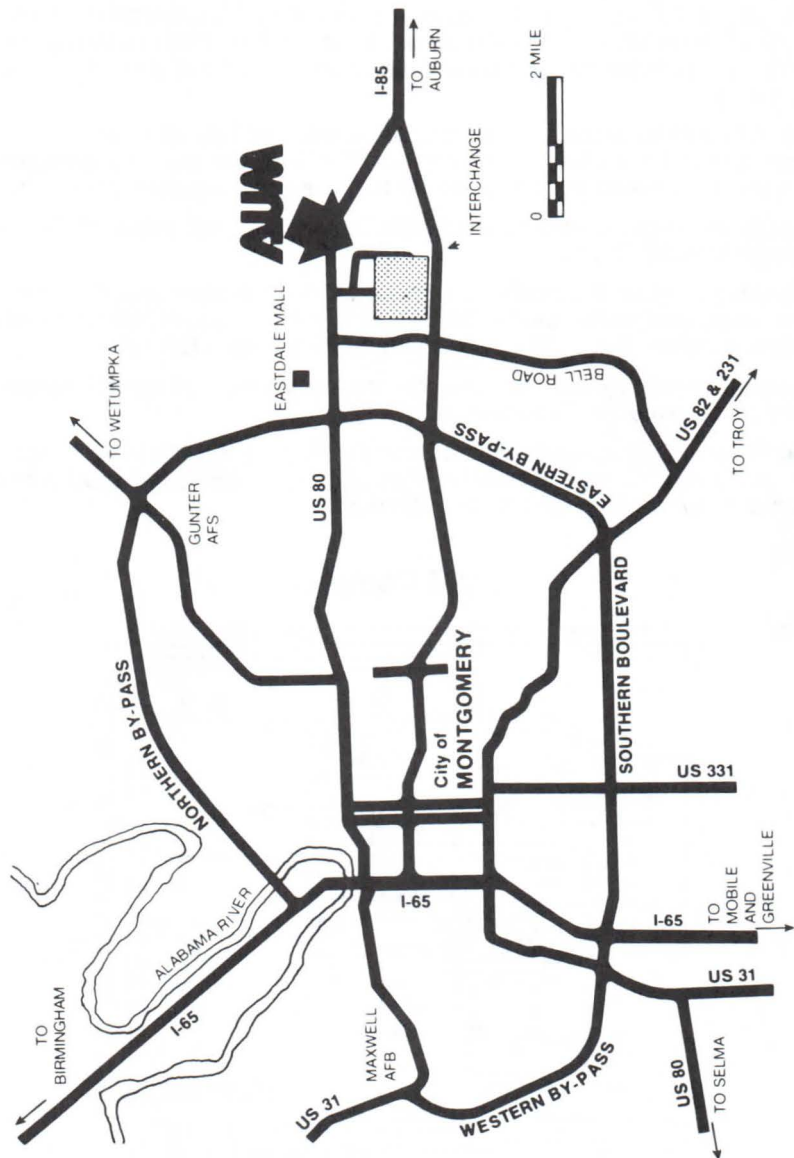 TO
BIRMINGHAM
I-65
ALABAMA RIVER
NORTHERN BY-PASS
TO WETUMPKA
GUNTER
AFS
EASTDALE MALL
AUM
I-85
TO
AUBURN
INTERCHANGE
0
2 MILE
US 80
US 31
MAXWELL
AFB
I-65
City of
MONTGOMERY
EASTERN BY-PASS
BELL ROAD
US 82 & 231
TO TROY
SOUTHERN BOULEVARD
US 331
I-65
TO
MOBILE
AND
GREENVILLE
US 31
WESTERN BY-PASS
US 80
TO SELMA